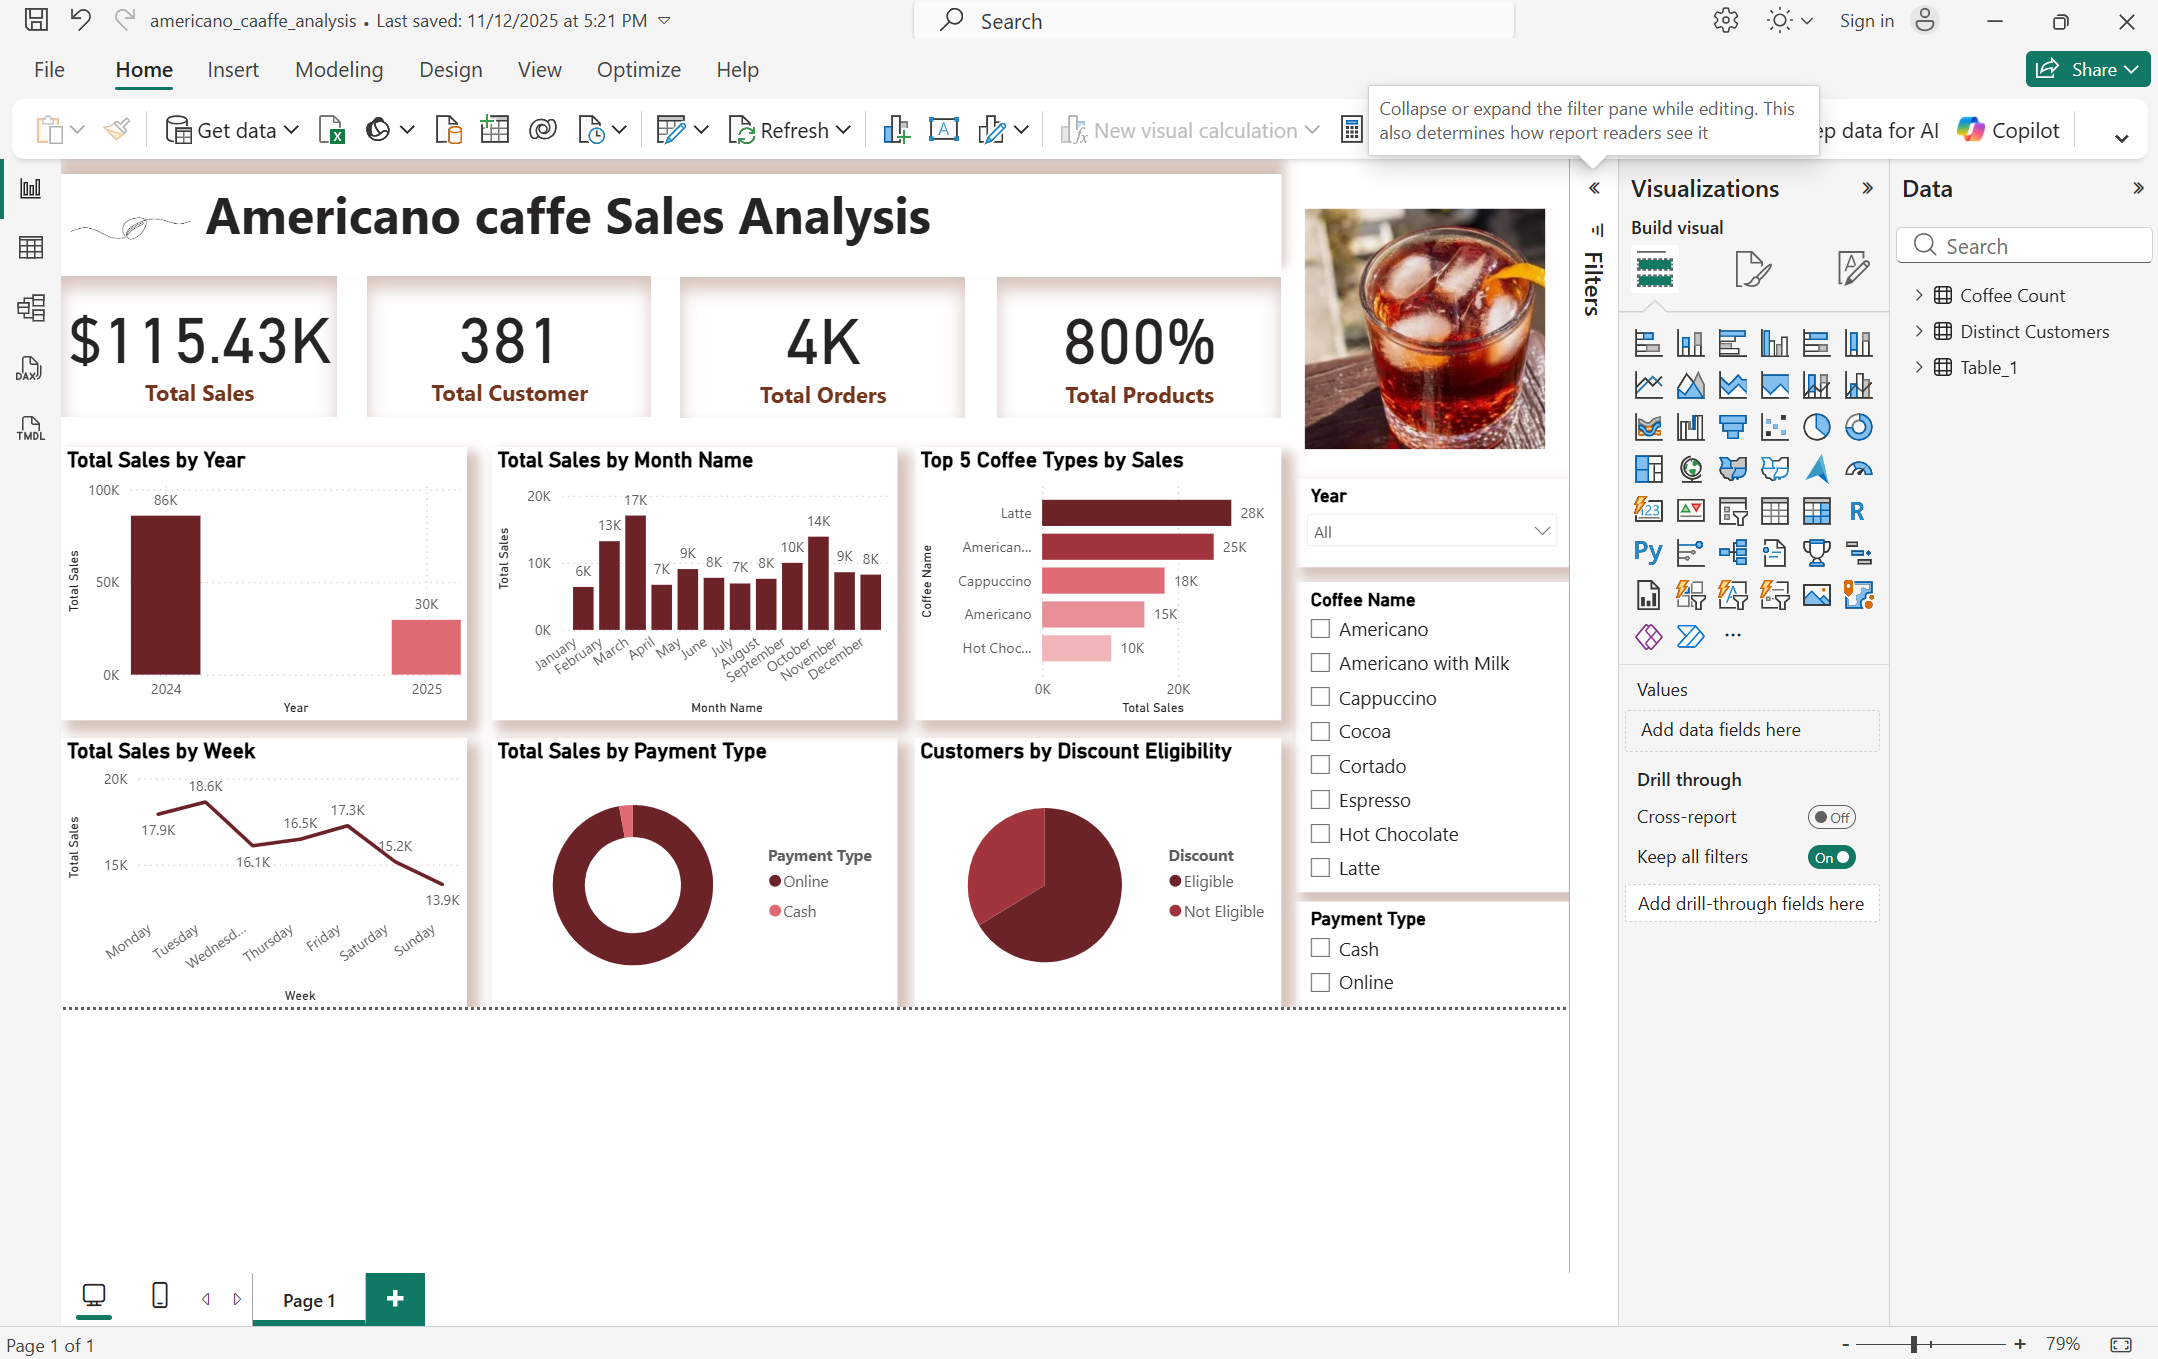 americano_caaffe_analysis • Last saved: 11/12/2025 at 5:21 PM
Search
Sign in
File
Home
Insert
Modeling
Design
View
Optimize
Help
Share
Get data
Refresh
New visual calculation
Collapse or expand the filter pane while editing. This
also determines how report readers see it
p data for AI
Copilot
DAX
TMDL
Americano caffe Sales Analysis
$115.43K
Total Sales
381
Total Customer
4K
Total Orders
800%
Total Products
Total Sales by Year
100K
50K
0K
86K
30K
2024
2025
Total Sales
Year
Total Sales by Month Name
20K
10K
0K
6K
13K
17K
7K
9K
8K
7K
8K
10K
14K
9K
8K
January
February
March
April
May
June
July
August
September
October
November
December
Total Sales
Month Name
Top 5 Coffee Types by Sales
Coffee Name
Latte
28K
American...
25K
Cappuccino
18K
Americano
15K
Hot Choc...
10K
0K
20K
Total Sales
Total Sales by Week
20K
15K
17.9K
18.6K
16.1K
16.5K
17.3K
15.2K
13.9K
Monday
Tuesday
Wednesd...
Thursday
Friday
Saturday
Sunday
Total Sales
Week
Total Sales by Payment Type
Payment Type
Online
Cash
Customers by Discount Eligibility
Discount
Eligible
Not Eligible
Year
All
Coffee Name
Americano
Americano with Milk
Cappuccino
Cocoa
Cortado
Espresso
Hot Chocolate
Latte
Payment Type
Cash
Online
Filters
Visualizations
Build visual
123
R
Py
...
Values
Add data fields here
Drill through
Cross-report
Off
Keep all filters
On
Add drill-through fields here
Data
Search
Coffee Count
Distinct Customers
Table_1
Page 1
+
Page 1 of 1
- + 79%